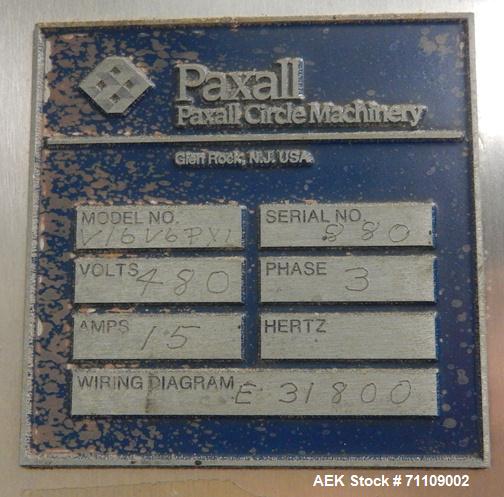 Paxall
Paxall Circle Machinery
Glen Rock, N.J. USA
MODEL NO. SERIAL NO.
V16V6PX1 880
VOLTS 480 PHASE 3
AMPS 15 HERTZ
WIRING DIAGRAM E 31800
AEK Stock # 71109002